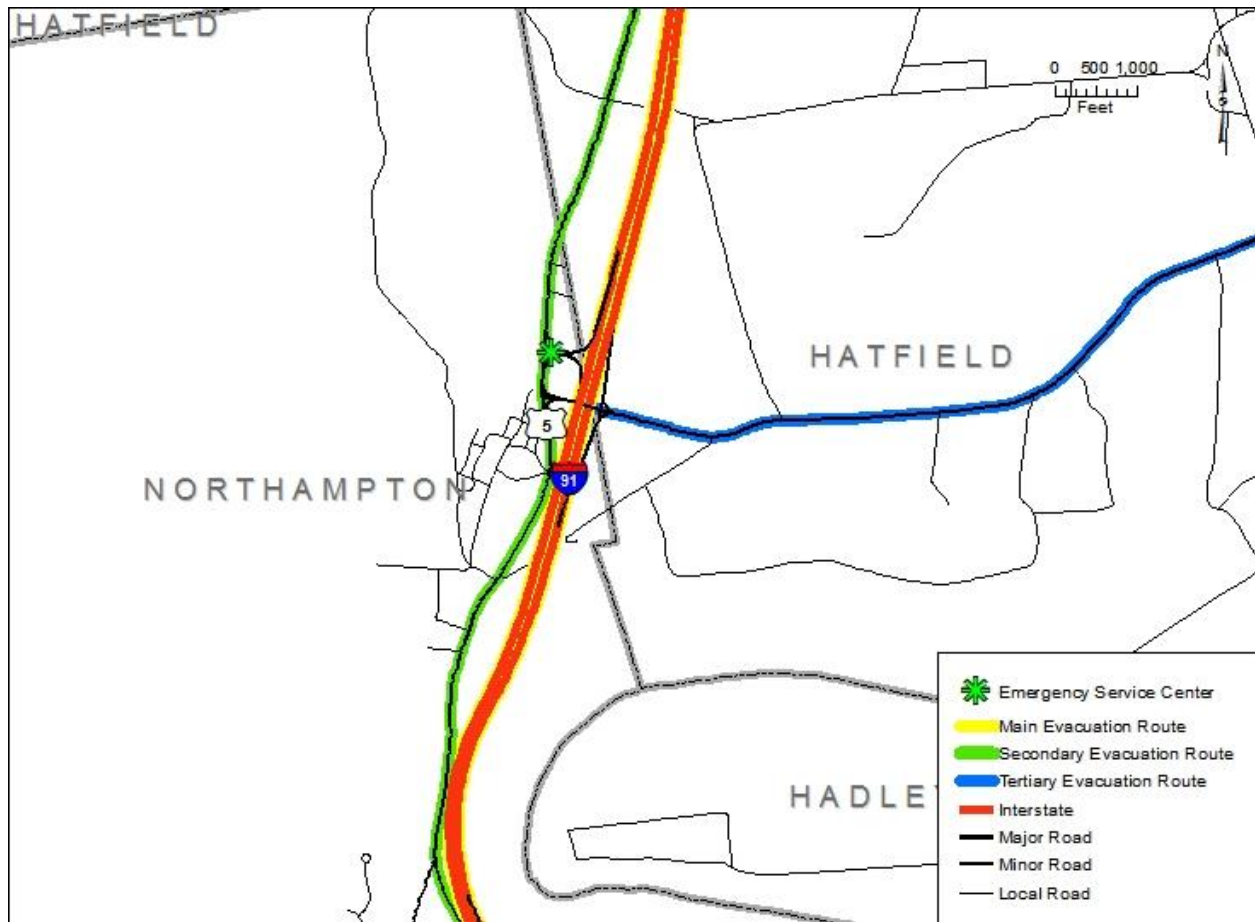 HATFIELD
N
0 500 1,000
Feet
HATFIELD
5
91
NORTHAMPTON
HADLEY
Emergency Service Center
Main Evacuation Route
Secondary Evacuation Route
Tertiary Evacuation Route
Interstate
Major Road
Minor Road
Local Road